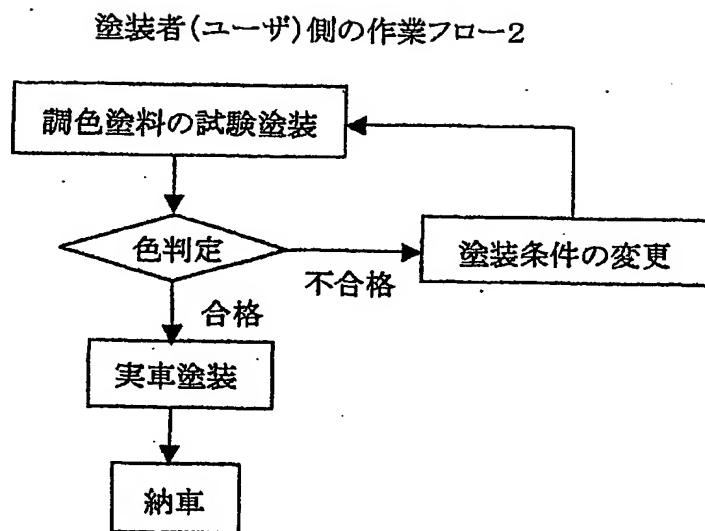 塗装者(ユーザ)側の作業フロー2
調色塗料の試験塗装
色判定
塗装条件の変更
不合格
合格
実車塗装
納車